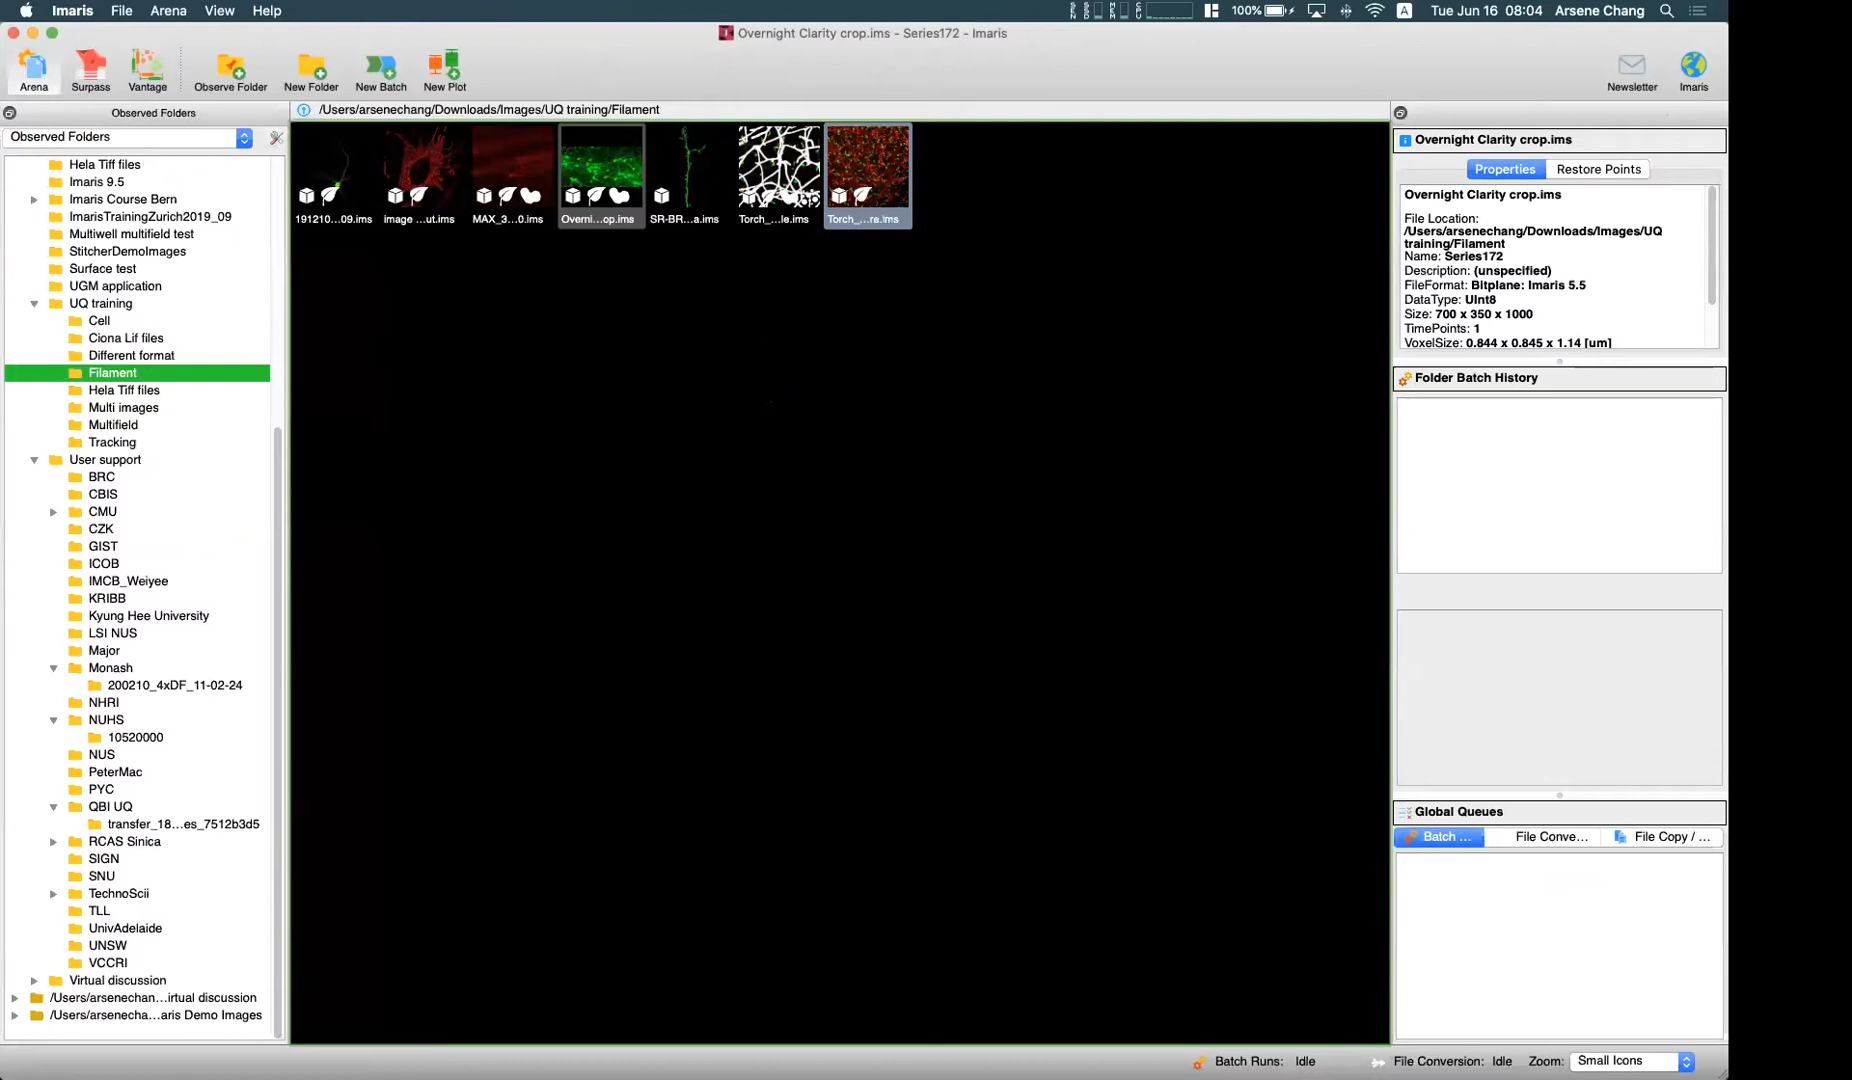 Imaris File Arena View Help
100% A Tue Jun 16 08:04 Arsene Chang
Overnight Clarity crop.ims - Series172 - Imaris
Arena Surpass Vantage Observe Folder New Folder New Batch New Plot Newsletter Imaris
Observed Folders
/Users/arsenechang/Downloads/Images/UQ training/Filament
Observed Folders
Hela Tiff files
Imaris 9.5
Imaris Course Bern
ImarisTrainingZurich2019_09
Multiwell multifield test
StitcherDemoImages
Surface test
UGM application
UQ training
Cell
Ciona Lif files
Different format
Filament
Hela Tiff files
Multi images
Multifield
Tracking
User support
BRC
CBIS
CMU
CZK
GIST
ICOB
IMCB_Weiyee
KRIBB
Kyung Hee University
LSI NUS
Major
Monash
200210_4xDF_11-02-24
NHRI
NUHS
10520000
NUS
PeterMac
PYC
QBI UQ
transfer_18...es_7512b3d5
RCAS Sinica
SIGN
SNU
TechnoScii
TLL
UnivAdelaide
UNSW
VCCRI
Virtual discussion
/Users/arsenechan...irtual discussion
/Users/arsenecha...aris Demo Images
191210...09.ims image ...ut.ims MAX_3...0.ims Overni...op.ims SR-BR...a.ims Torch_...le.ims Torch_...re.ims
Overnight Clarity crop.ims
Properties Restore Points
Overnight Clarity crop.ims
File Location:
/Users/arsenechang/Downloads/Images/UQ
training/Filament
Name: Series172
Description: (unspecified)
FileFormat: Bitplane: Imaris 5.5
DataType: UInt8
Size: 700 x 350 x 1000
TimePoints: 1
VoxelSize: 0.844 x 0.845 x 1.14 [um]
Folder Batch History
Global Queues
Batch ... File Conve... File Copy / ...
Batch Runs: Idle File Conversion: Idle Zoom: Small Icons